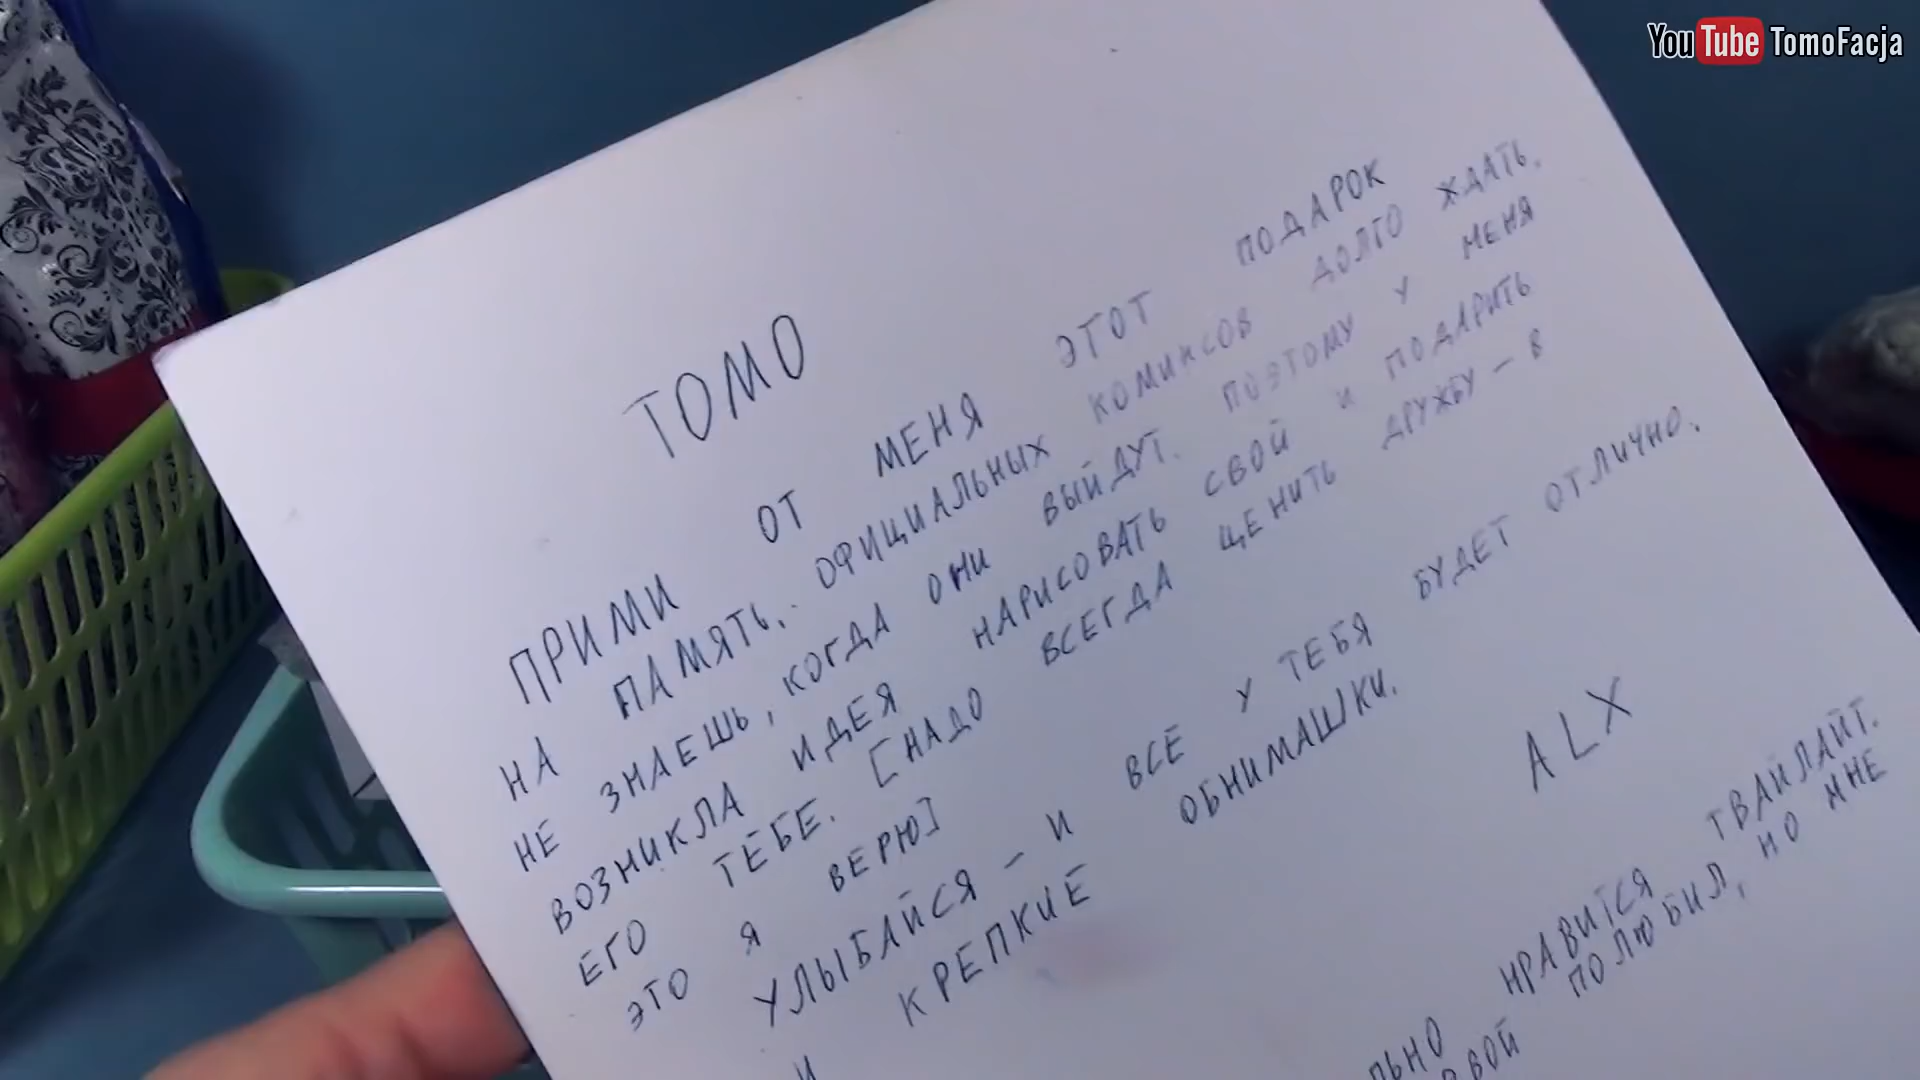 YouTube TomoFacja
ТОМО
ПРИМИ ОТ МЕНЯ ЭТОТ ПОДАРОК
НА ПАМЯТЬ. ОФИЦИАЛЬНЫХ КОМИКСОВ ДОЛГО ЖДАТЬ.
НЕ ЗНАЕШЬ, КОГДА ОНИ ВЫЙДУТ. ПОЭТОМУ У МЕНЯ
ВОЗНИКЛА ИДЕЯ НАРИСОВАТЬ СВОЙ И ПОДАРИТЬ
ЕГО ТЕБЕ. [НАДО ВСЕГДА ЦЕНИТЬ ДРУЖБУ – В
ЭТО Я ВЕРЮ]
УЛЫБАЙСЯ – И ВСЕ У ТЕБЯ БУДЕТ ОТЛИЧНО.
И КРЕПКИЕ ОБНИМАШКИ.
ALX
НРАВИТСЯ ТВАЙЛАЙТ.
ПОЛЮБИЛ, НО МНЕ